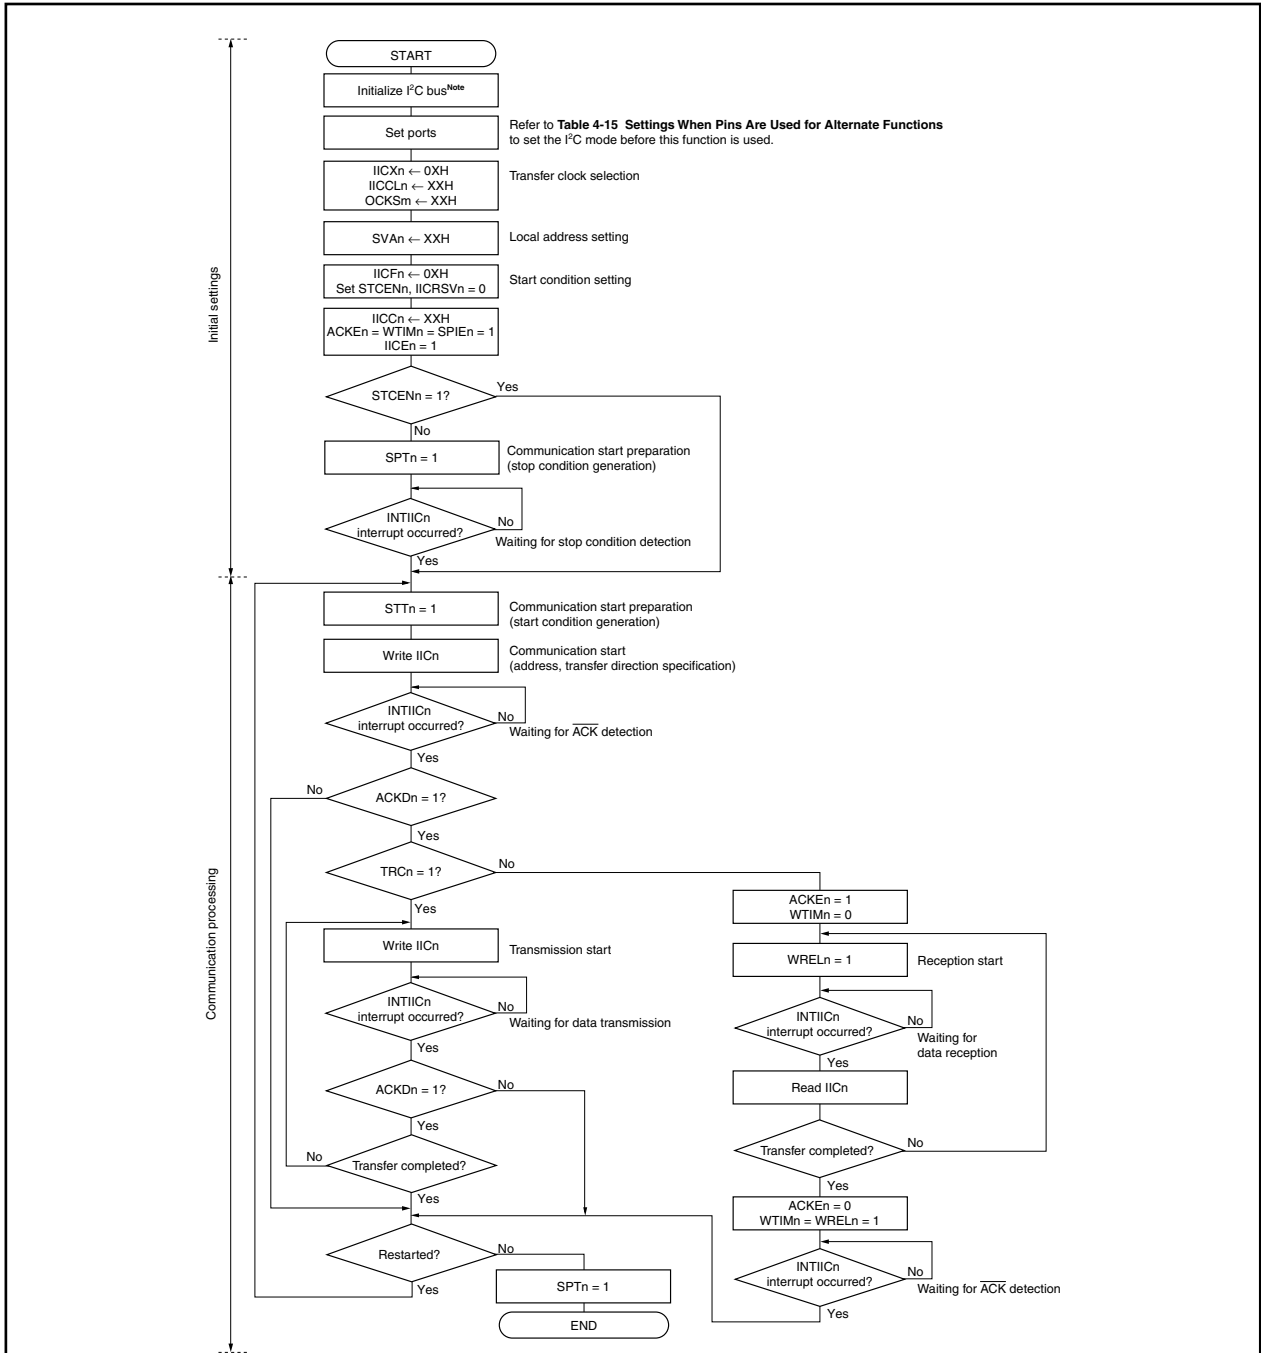 START
Initialize I²C bus^Note
Set ports
Refer to Table 4-15 Settings When Pins Are Used for Alternate Functions
to set the I²C mode before this function is used.
IICXn ← 0XH
IICCLn ← XXH
OCKSm ← XXH
Transfer clock selection
SVAn ← XXH
Local address setting
IICFn ← 0XH
Set STCENn, IICRSVn = 0
Start condition setting
IICCn ← XXH
ACKEn = WTIMn = SPIEn = 1
IICEn = 1
Initial settings
STCENn = 1?
Yes
No
SPTn = 1
Communication start preparation
(stop condition generation)
INTIICn
interrupt occurred?
No
Waiting for stop condition detection
Yes
STTn = 1
Communication start preparation
(start condition generation)
Write IICn
Communication start
(address, transfer direction specification)
INTIICn
interrupt occurred?
No
Waiting for A̅C̅K̅ detection
Yes
No
ACKDn = 1?
Yes
TRCn = 1?
No
Yes
Communication processing
Write IICn
Transmission start
INTIICn
interrupt occurred?
No
Waiting for data transmission
Yes
ACKDn = 1?
No
Yes
No
Transfer completed?
Yes
ACKEn = 1
WTIMn = 0
WRELn = 1
Reception start
INTIICn
interrupt occurred?
No
Waiting for
data reception
Yes
Read IICn
Transfer completed?
No
Yes
ACKEn = 0
WTIMn = WRELn = 1
INTIICn
interrupt occurred?
No
Waiting for A̅C̅K̅ detection
Yes
Restarted?
No
Yes
SPTn = 1
END